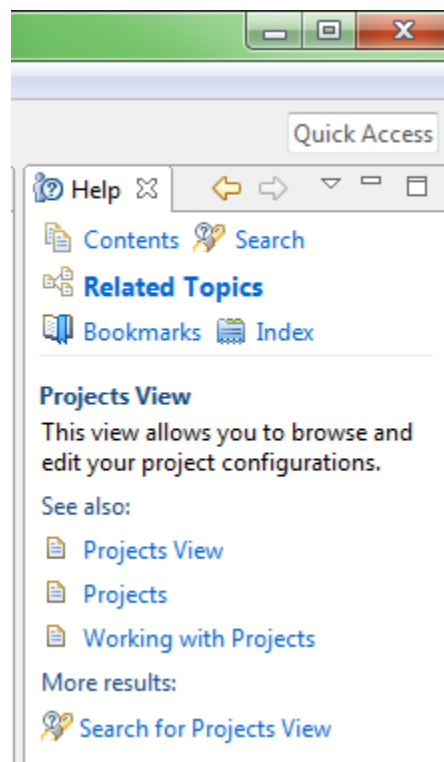 Quick Access
Help
Contents Search
Related Topics
Bookmarks Index
Projects View
This view allows you to browse and
edit your project configurations.
See also:
Projects View
Projects
Working with Projects
More results:
Search for Projects View